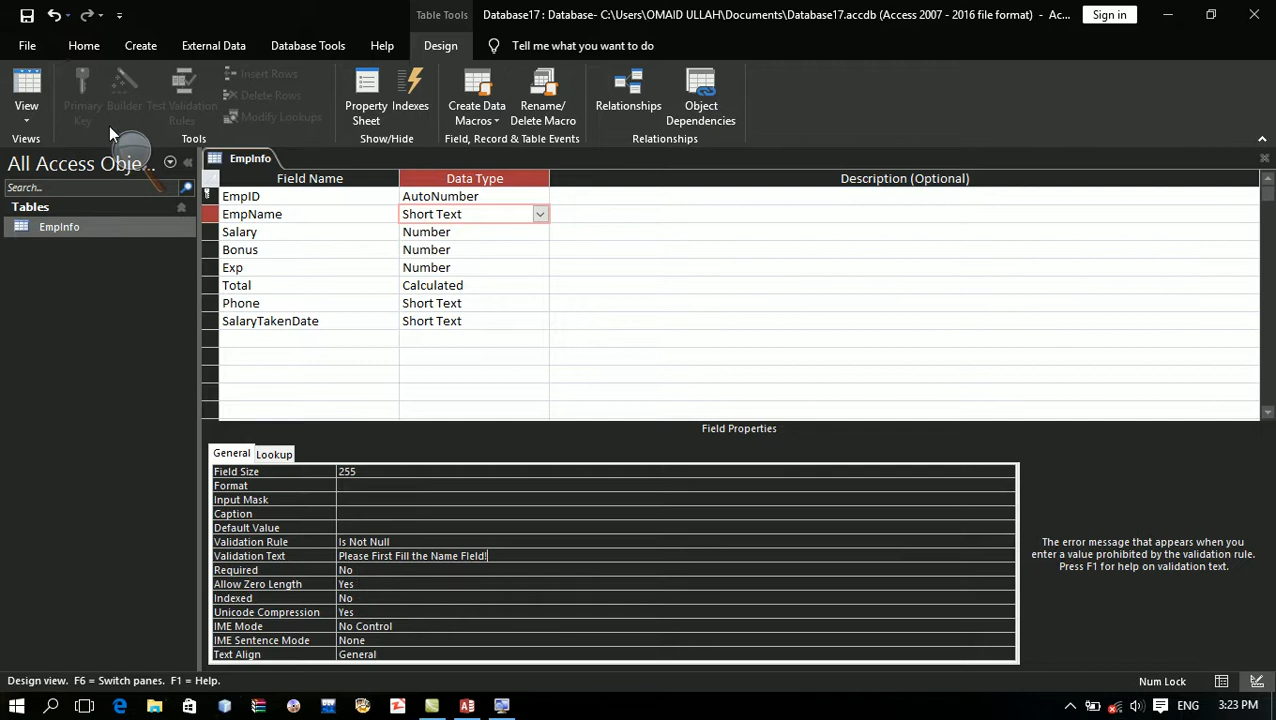 Table Tools
Database17 : Database- C:\Users\OMAID ULLAH\Documents\Database17.accdb (Access 2007 - 2016 file format) - Ac...
Sign in
File Home Create External Data Database Tools Help Design Tell me what you want to do
View
Primary Key
Builder
Test Validation Rules
Insert Rows
Delete Rows
Modify Lookups
Property Sheet
Indexes
Create Data Macros
Rename/ Delete Macro
Relationships
Object Dependencies
Views Tools Show/Hide Field, Record & Table Events Relationships
All Access Obje...
Search...
Tables
EmpInfo
EmpInfo
Field Name Data Type Description (Optional)
EmpID AutoNumber
EmpName Short Text
Salary Number
Bonus Number
Exp Number
Total Calculated
Phone Short Text
SalaryTakenDate Short Text
Field Properties
General Lookup
Field Size 255
Format
Input Mask
Caption
Default Value
Validation Rule Is Not Null
Validation Text Please First Fill the Name FIeld!
Required No
Allow Zero Length Yes
Indexed No
Unicode Compression Yes
IME Mode No Control
IME Sentence Mode None
Text Align General
The error message that appears when you
enter a value prohibited by the validation rule.
Press F1 for help on validation text.
Design view. F6 = Switch panes. F1 = Help.
Num Lock
ENG 3:23 PM